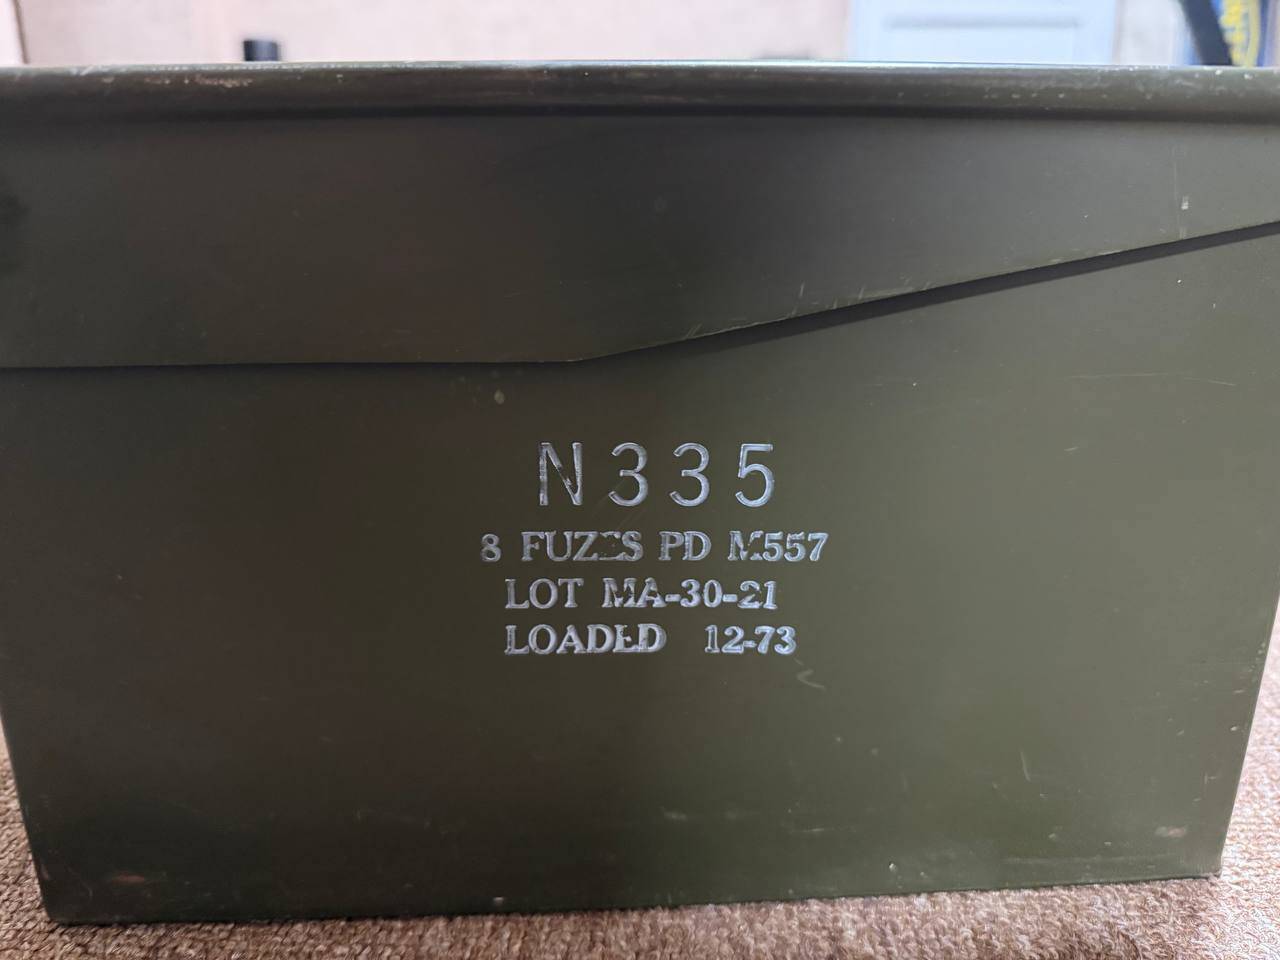 N335
8 FUZES PD M557
LOT MA-30-21
LOADED 12-73